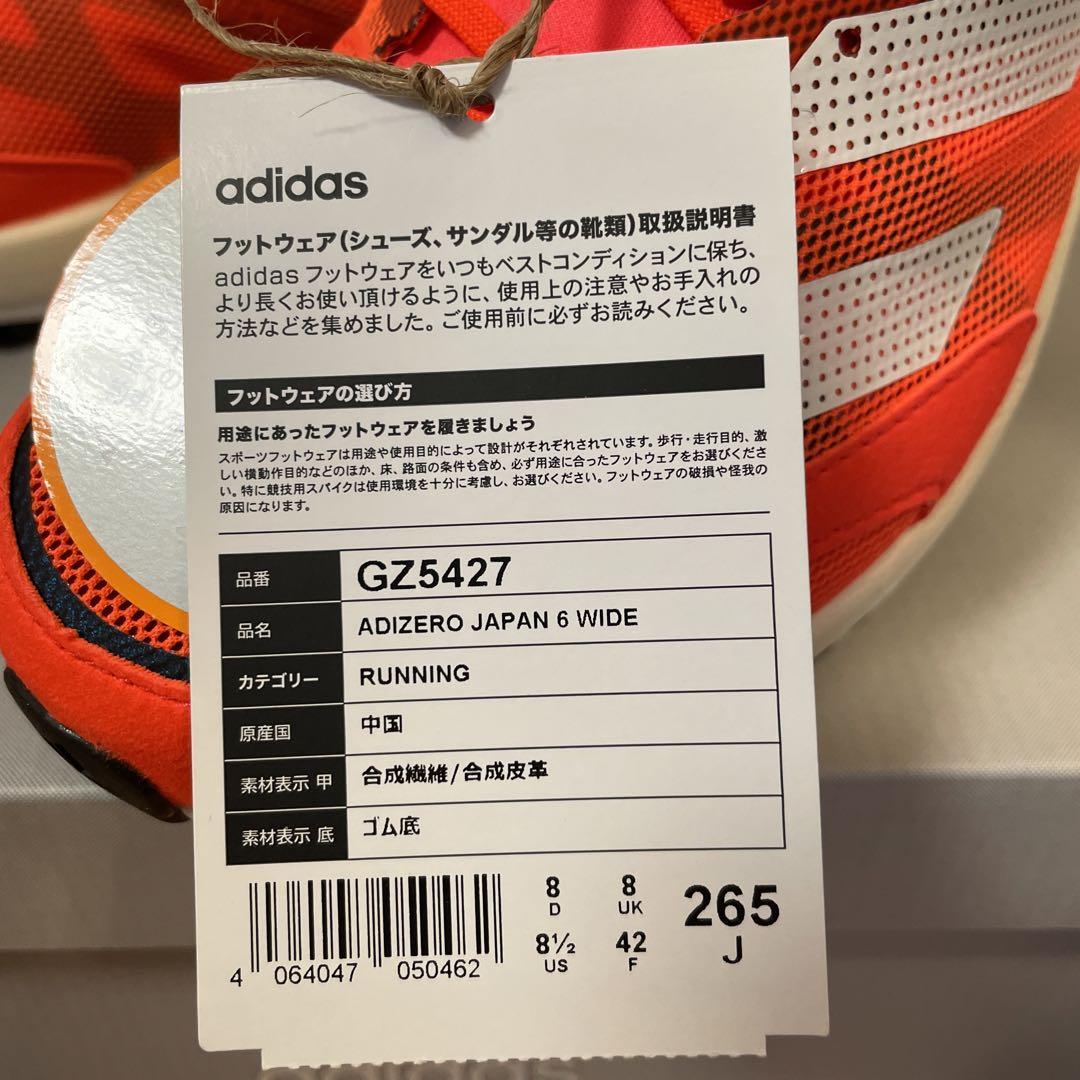 adidas
フットウェア(シューズ、サンダル等の靴類)取扱説明書
adidas フットウェアをいつもベストコンディションに保ち、
より長くお使い頂けるように、使用上の注意やお手入れの
方法などを集めました。ご使用前に必ずお読みください。
フットウェアの選び方
用途にあったフットウェアを履きましょう
スポーツフットウェアは用途や使用目的によって設計がそれぞれされています。歩行・走行目的、激
しい横動作目的などのほか、床、路面の条件も含め、必ず用途に合ったフットウェアをお選びくださ
い。特に競技用スパイクは使用環境を十分に考慮し、お選びください。フットウェアの破損や怪我の
原因になります。
品番 GZ5427
品名 ADIZERO JAPAN 6 WIDE
カテゴリー RUNNING
原産国 中国
素材表示 甲 合成繊維/合成皮革
素材表示 底 ゴム底
8 8 265
D UK J
8½ 42
US F
4 064047 050462
adidas